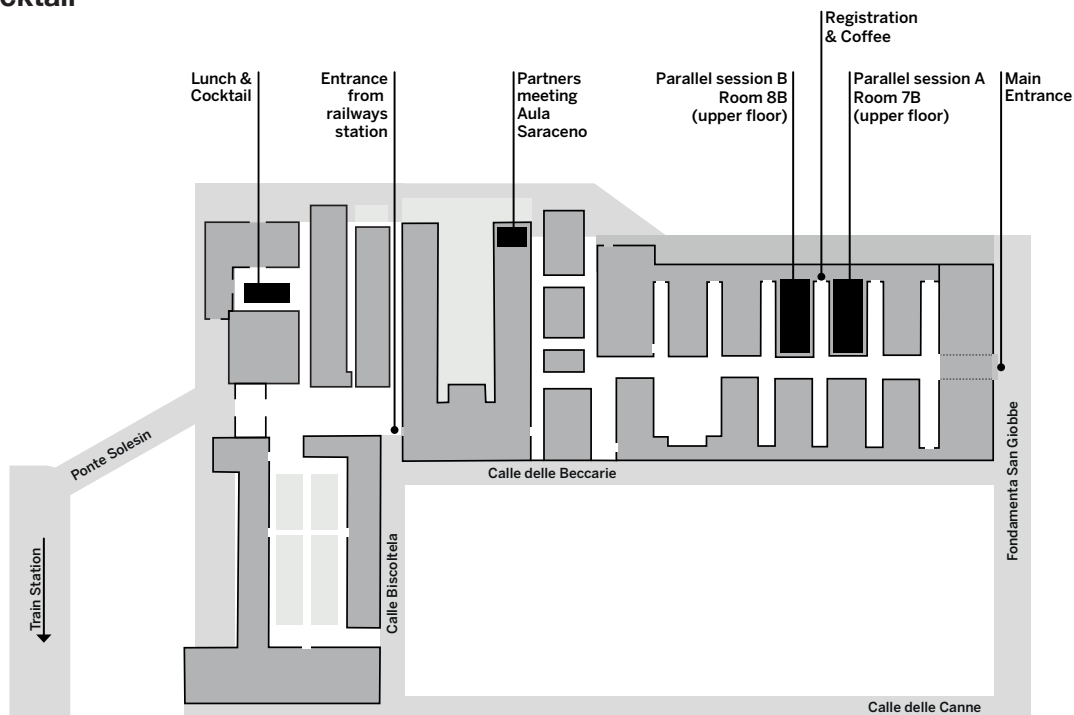 Registration
& Coffee
Lunch &
Cocktail
Entrance
from
railways
station
Partners
meeting
Aula
Saraceno
Parallel session B
Room 8B
(upper floor)
Parallel session A
Room 7B
(upper floor)
Main
Entrance
Ponte Solesin
Calle delle Beccarie
Fondamenta San Giobbe
Train Station
Calle Biscoltela
Calle delle Canne